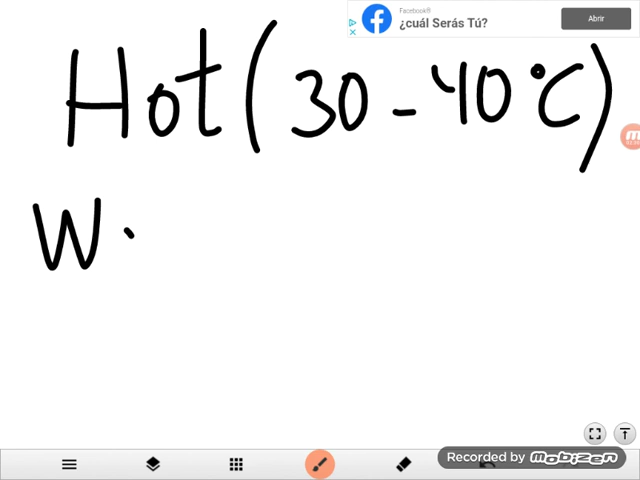 Facebook®
¿cuál Serás Tú?
Abrir
Hot (30-40°C)
W
Recorded by mobizen